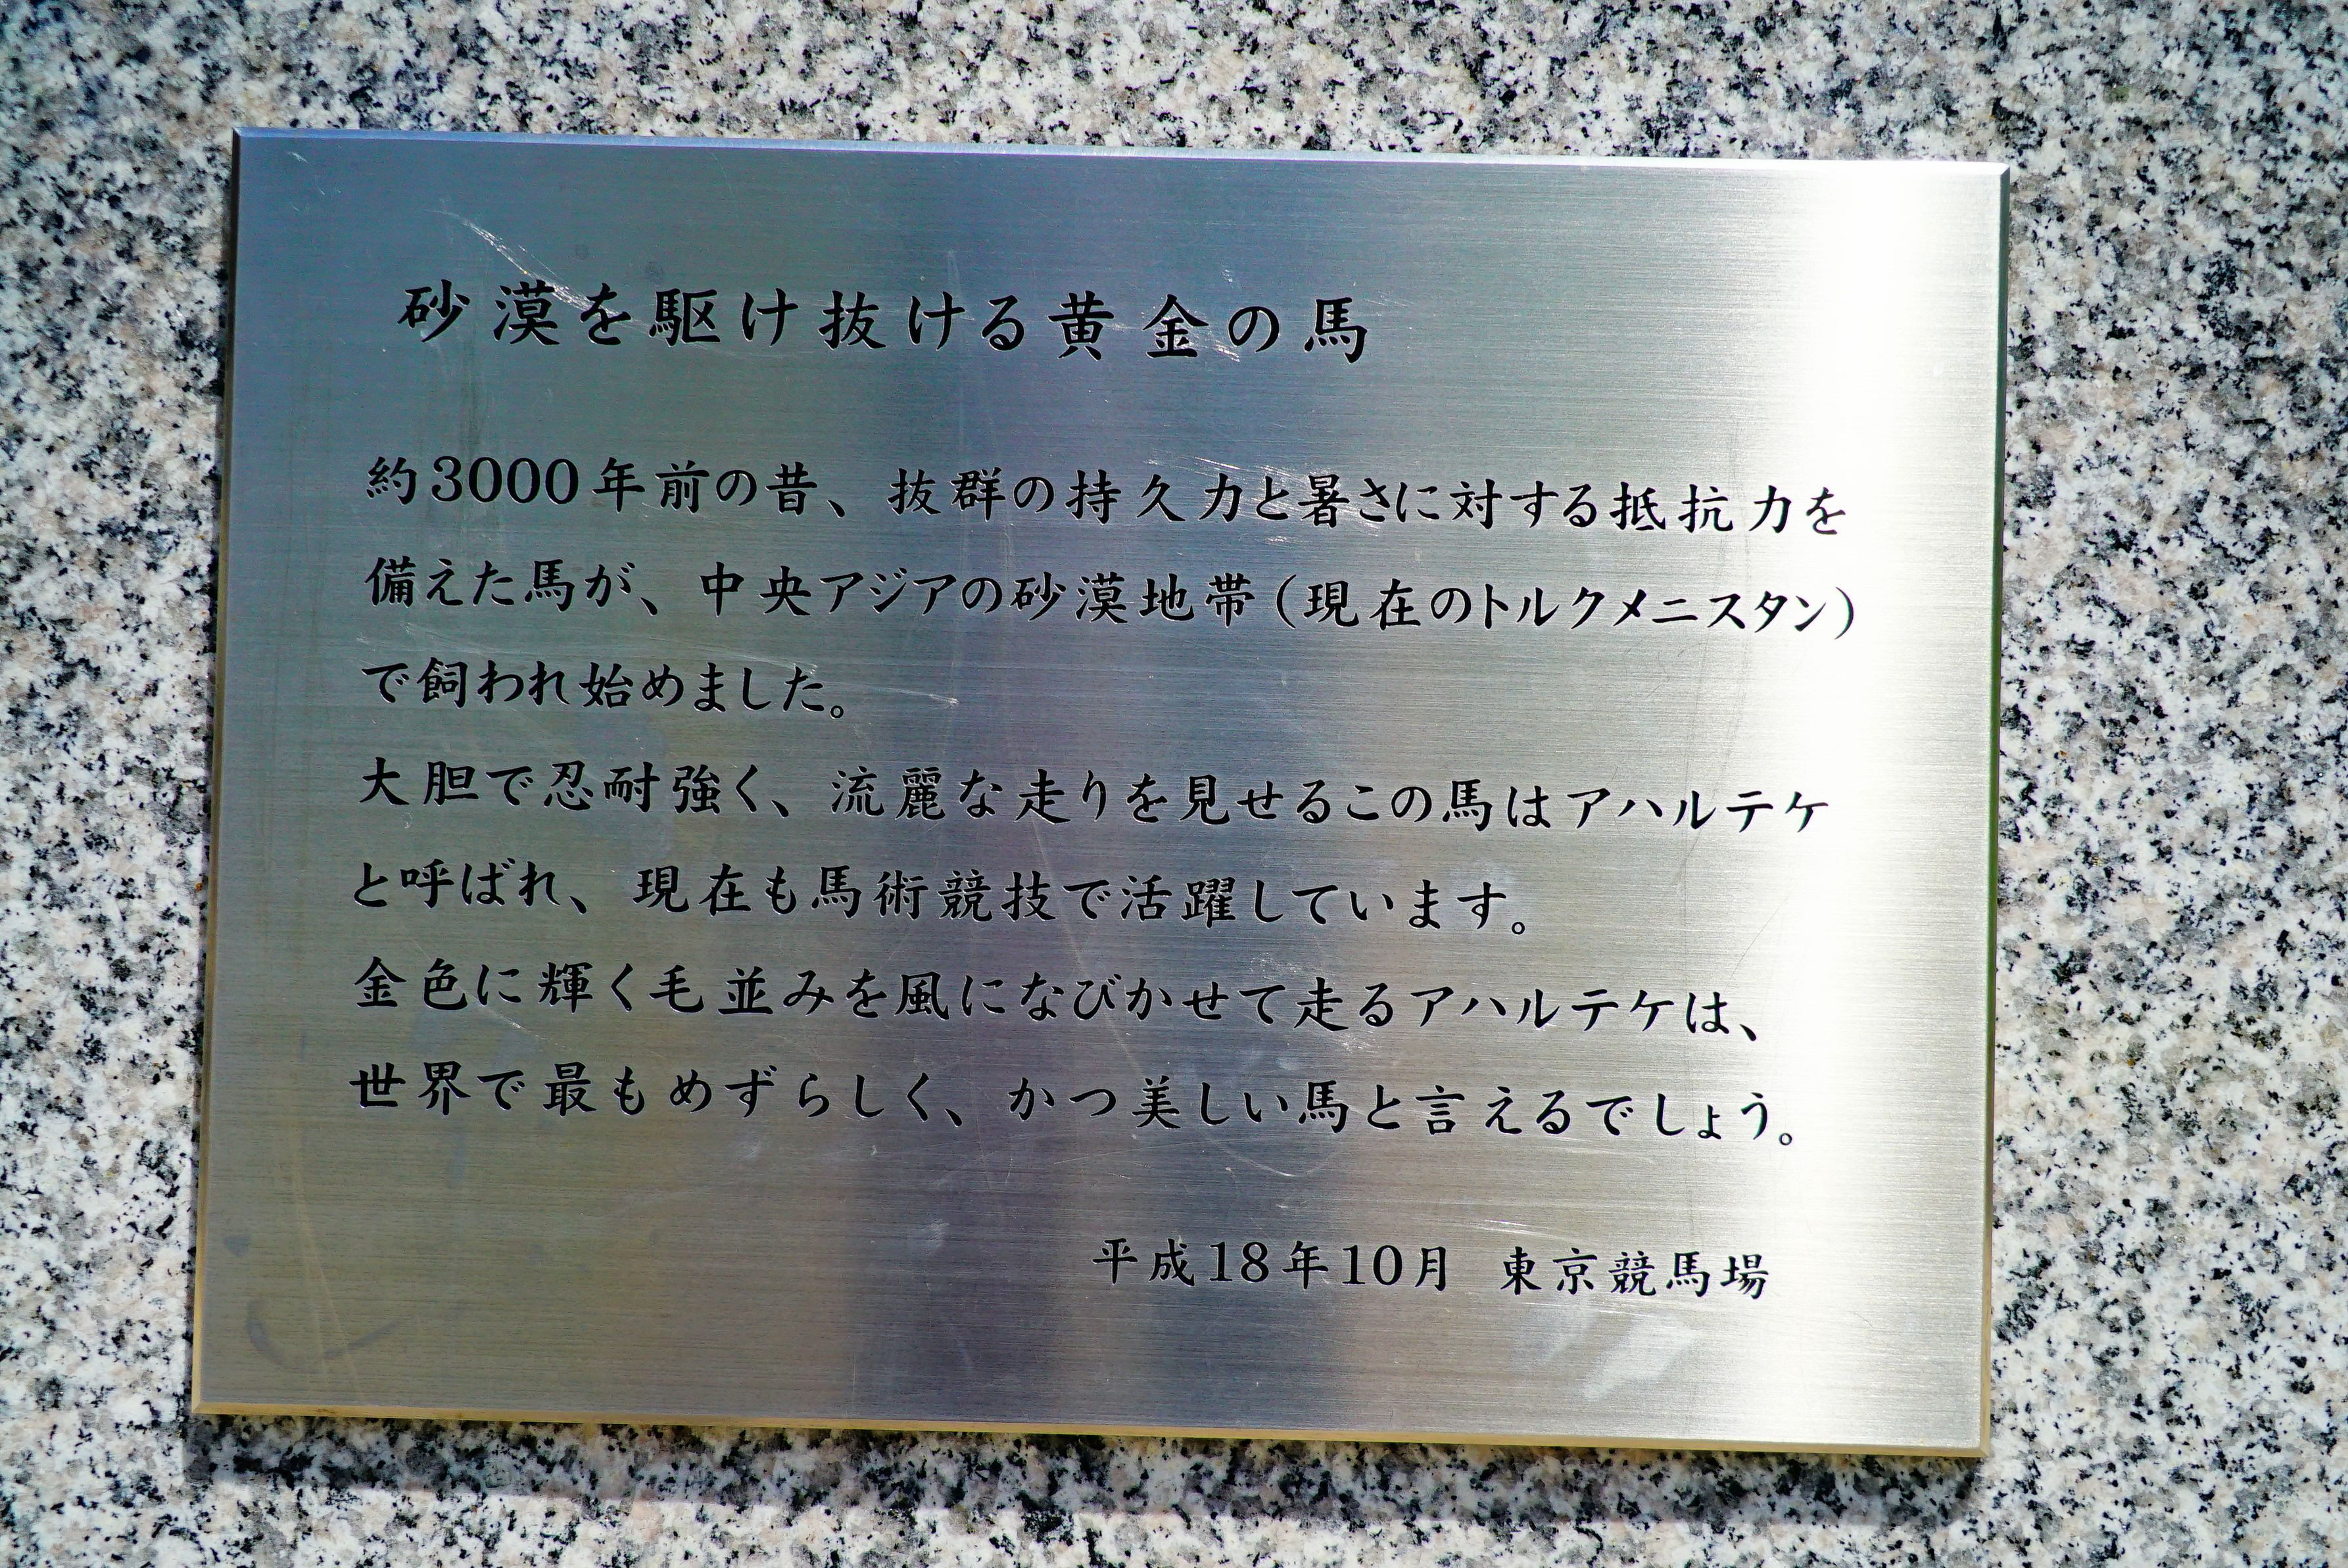 砂漠を駆け抜ける黄金の馬
約3000年前の昔、抜群の持久力と暑さに対する抵抗力を
備えた馬が、中央アジアの砂漠地帯（現在のトルクメニスタン）
で飼われ始めました。
大胆で忍耐強く、流麗な走りを見せるこの馬はアハルテケ
と呼ばれ、現在も馬術競技で活躍しています。
金色に輝く毛並みを風になびかせて走るアハルテケは、
世界で最もめずらしく、かつ美しい馬と言えるでしょう。
平成18年10月 東京競馬場